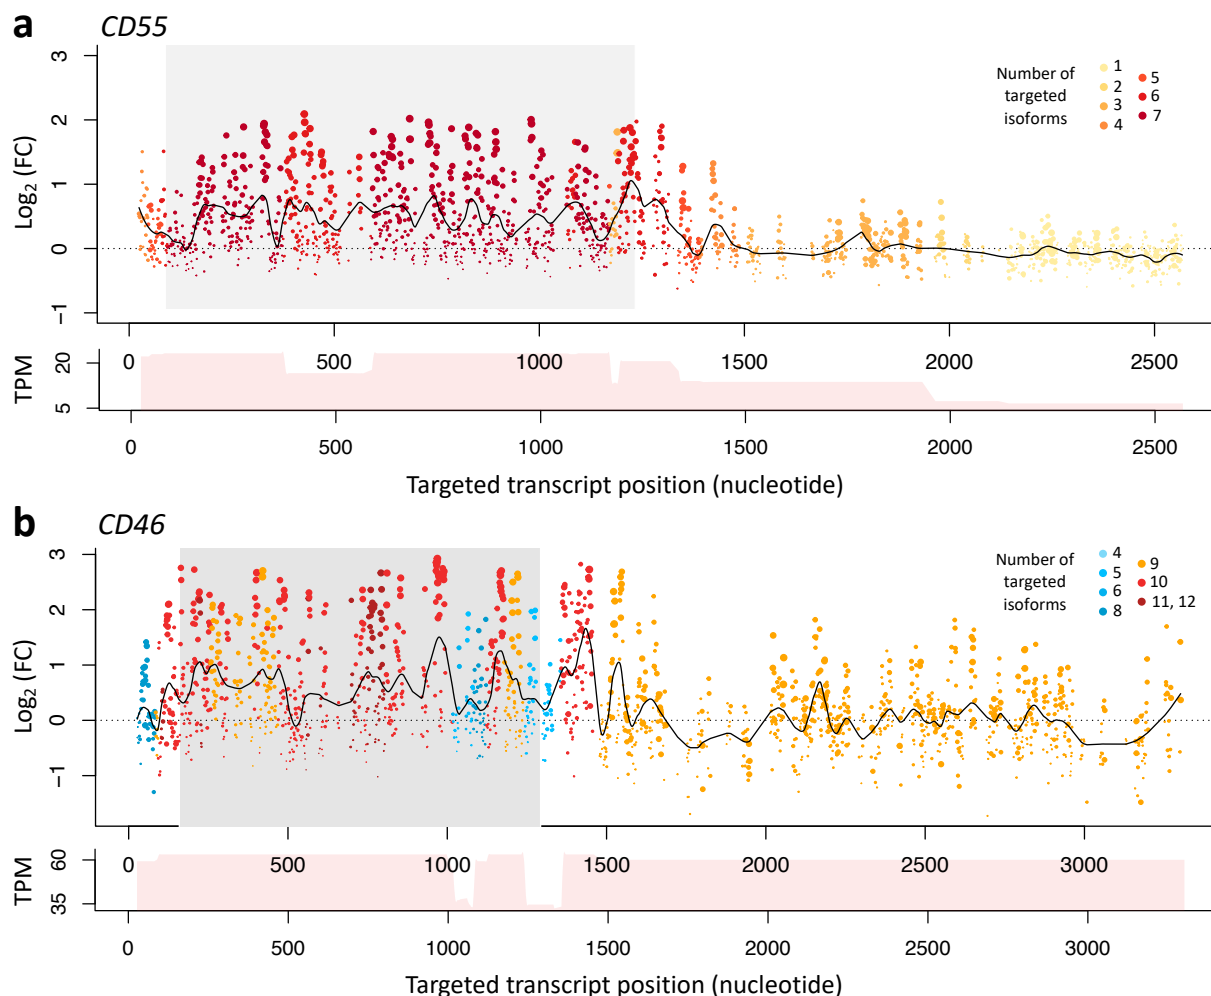 a CD55
3
2
1
0
−1
Log2 (FC)
Number of
targeted
isoforms
1
2
3
4
5
6
7
0 500 1000 1500 2000 2500
TPM
20
5
0 500 1000 1500 2000 2500
Targeted transcript position (nucleotide)
b CD46
3
2
1
0
−1
Log2 (FC)
Number of
targeted
isoforms
4
5
6
8
9
10
11, 12
0 500 1000 1500 2000 2500 3000
TPM
60
35
0 500 1000 1500 2000 2500 3000
Targeted transcript position (nucleotide)